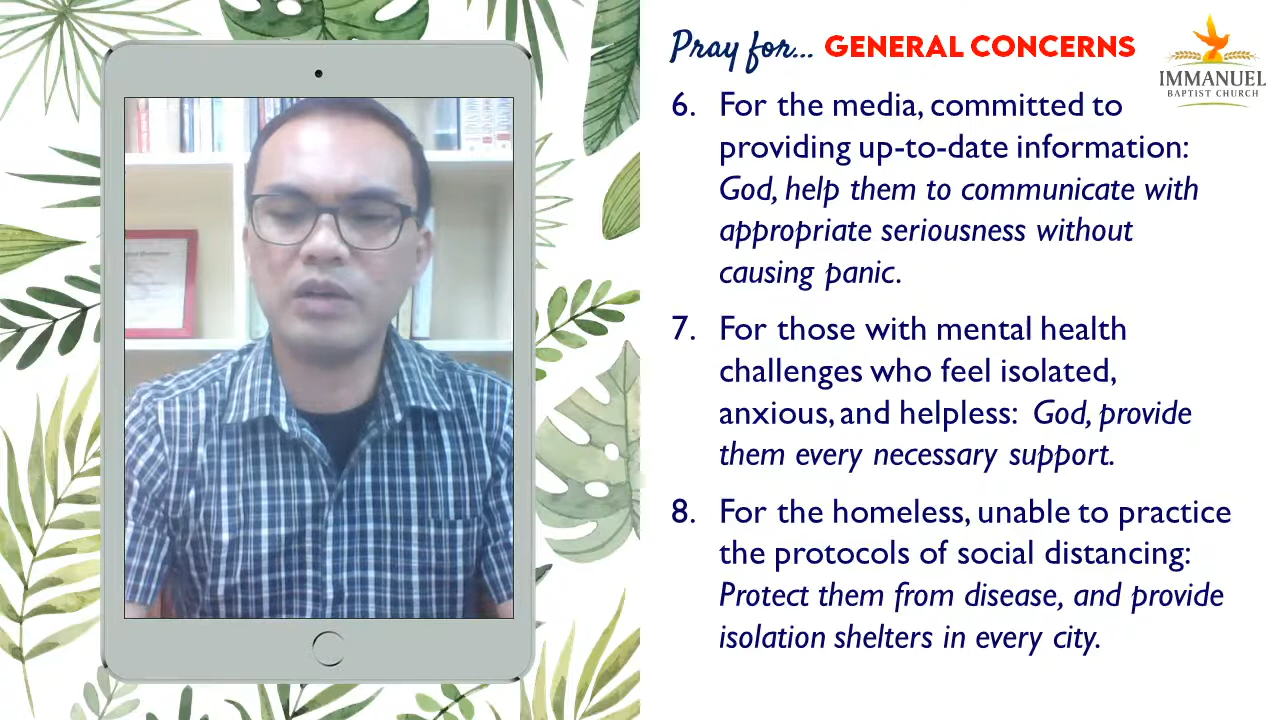 Pray for... GENERAL CONCERNS
IMMANUEL
BAPTIST CHURCH
6. For the media, committed to
providing up-to-date information:
God, help them to communicate with
appropriate seriousness without
causing panic.
7. For those with mental health
challenges who feel isolated,
anxious, and helpless: God, provide
them every necessary support.
8. For the homeless, unable to practice
the protocols of social distancing:
Protect them from disease, and provide
isolation shelters in every city.